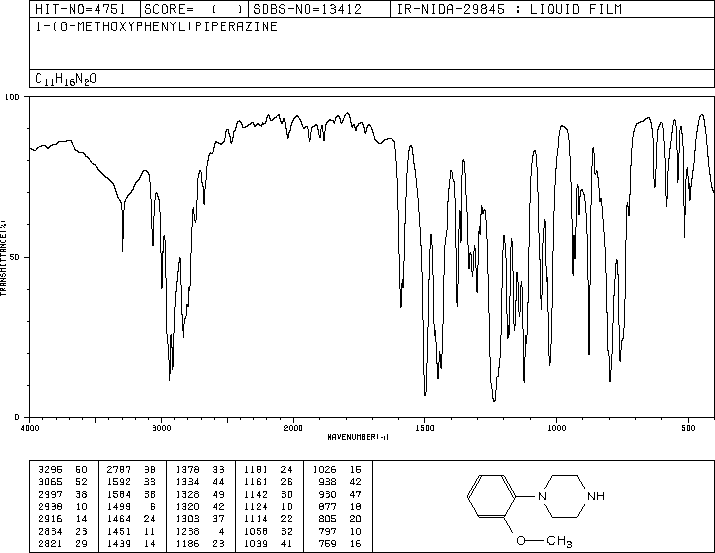 HIT-NO=4751 SCORE= ( ) SDBS-NO=13412 IR-NIDA-29845 : LIQUID FILM
1-(O-METHOXYPHENYL)PIPERAZINE
C11H16N2O
100
50
0
TRANSMITTANCE(%)
4000 3000 2000 1500 1000 500
WAVENUMBER(-1)
3295 50 2787 38 1378 33 1181 24 1026 15
3065 52 1592 33 1334 44 1161 26 938 42
2997 38 1584 38 1328 49 1142 30 930 47
2938 10 1499 6 1320 42 1124 10 877 18
2916 14 1464 24 1303 37 1114 22 805 20
2834 23 1451 11 1238 4 1058 32 797 10
2821 29 1439 14 1186 23 1039 41 759 16
N NH
O CH3